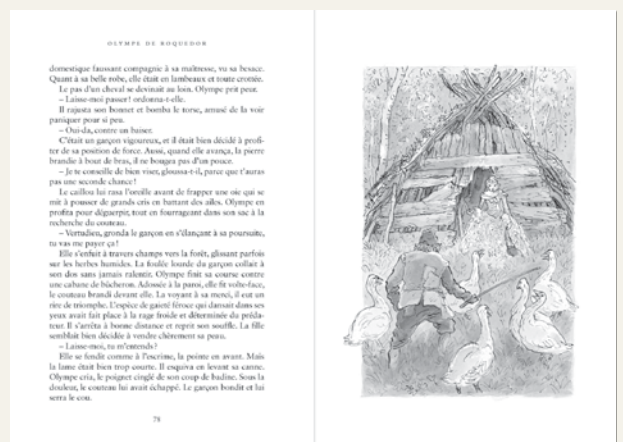 OLYMPE DE ROQUEDOR
domestique faussant compagnie à sa maîtresse, vu sa besace.
Quant à sa belle robe, elle était en lambeaux et toute crottée.
Le pas d'un cheval se devinait au loin. Olympe prit peur.
– Laisse-moi passer ! ordonna-t-elle.
Il rajusta son bonnet et bomba le torse, amusé de la voir
paniquer pour si peu.
– Oui-da, contre un baiser.
C'était un garçon vigoureux, et il était bien décidé à profi-
ter de sa position de force. Aussi, quand elle avança, la pierre
brandie à bout de bras, il ne bougea pas d'un pouce.
– Je te conseille de bien viser, gloussa-t-il, parce que t'auras
pas une seconde chance !
Le caillou lui rasa l'oreille avant de frapper une oie qui se
mit à pousser de grands cris en battant des ailes. Olympe en
profita pour déguerpir, tout en fourrageant dans son sac à la
recherche du couteau.
– Vertudieu, gronda le garçon en s'élançant à sa poursuite,
tu vas me payer ça !
Elle s'enfuit à travers champs vers la forêt, glissant parfois
sur les herbes humides. La foulée lourde du garçon collait à
son dos sans jamais ralentir. Olympe finit sa course contre
une cabane de bûcheron. Adossée à la paroi, elle fit volte-face,
le couteau brandi devant elle. La voyant à sa merci, il eut un
rire de triomphe. L'espèce de gaieté féroce qui dansait dans ses
yeux avait fait place à la rage froide et déterminée du préda-
teur. Il s'arrêta à bonne distance et reprit son souffle. La fille
semblait bien décidée à vendre chèrement sa peau.
– Laisse-moi, tu m'entends ?
Elle se fendit comme à l'escrime, la pointe en avant. Mais
la lame était bien trop courte. Il esquiva en levant sa canne.
Olympe cria, le poignet cinglé de son coup de badine. Sous la
douleur, le couteau lui avait échappé. Le garçon bondit et lui
serra le cou.
78